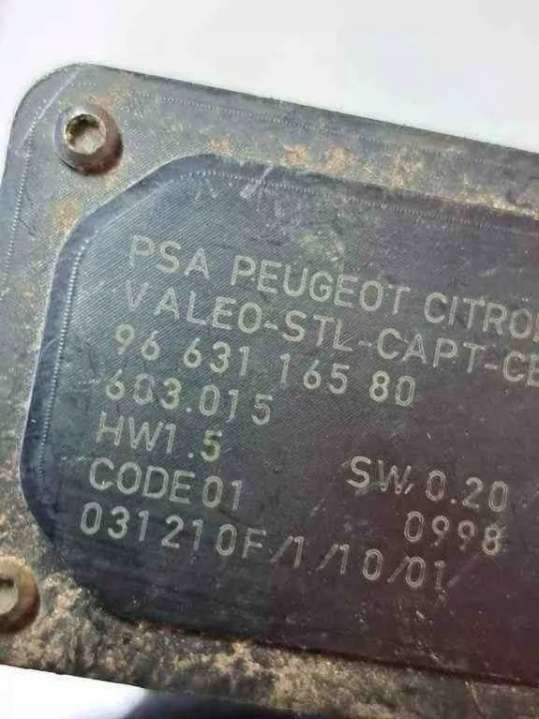 PSA PEUGEOT CITRO
VALEO-STL-CAPT-CE
96 631 165 80
683.015
HW1.5
CODE 01 SW 0.20
0998
031210F/1/10/01/